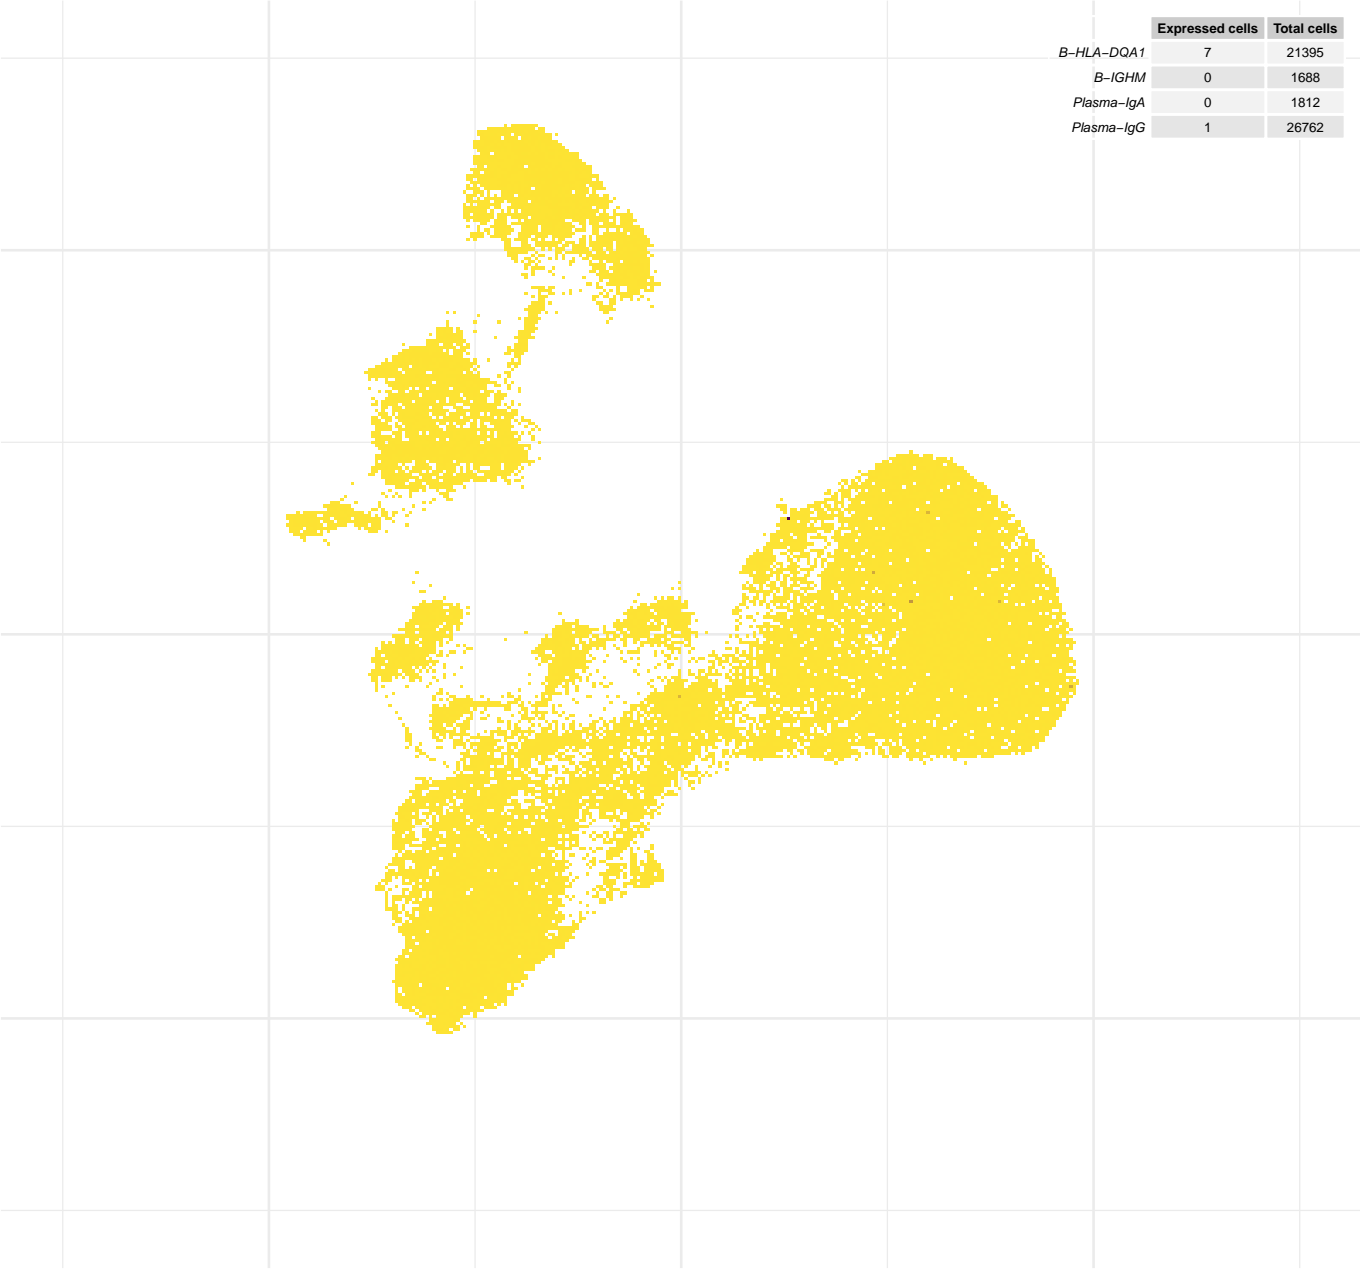 Expressed cells Total cells
B−HLA−DQA1 7 21395
B−IGHM 0 1688
Plasma−IgA 0 1812
Plasma−IgG 1 26762